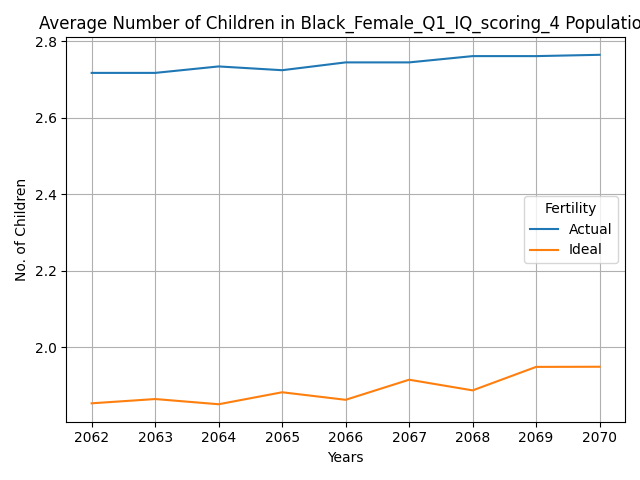 Average Number of Children in Black_Female_Q1_IQ_scoring_4 Populatio
2.8
2.6
2.4
2.2
2.0
No. of Children
Fertility
Actual
Ideal
2062 2063 2064 2065 2066 2067 2068 2069 2070
Years